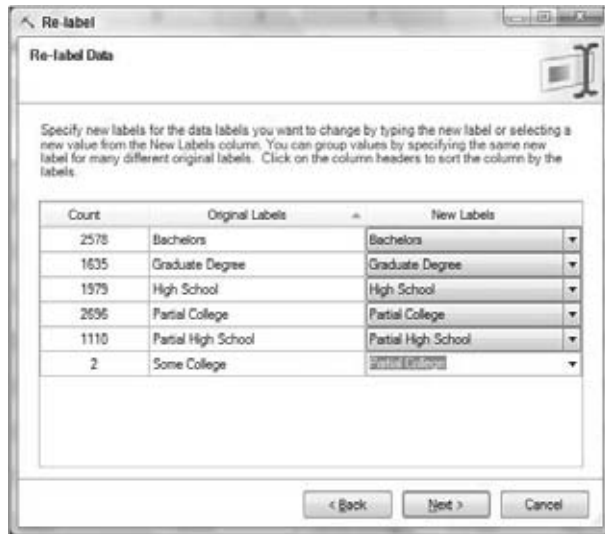 Re-label
Re-label Data
Specify new labels for the data labels you want to change by typing the new label or selecting a
new value from the New Labels column. You can group values by specifying the same new
label for many different original labels. Click on the column headers to sort the column by the
labels.
Count Original Labels New Labels
2578 Bachelors Bachelors
1635 Graduate Degree Graduate Degree
1979 High School High School
2696 Partial College Partial College
1110 Partial High School Partial High School
2 Some College Partial College
< Back Next > Cancel